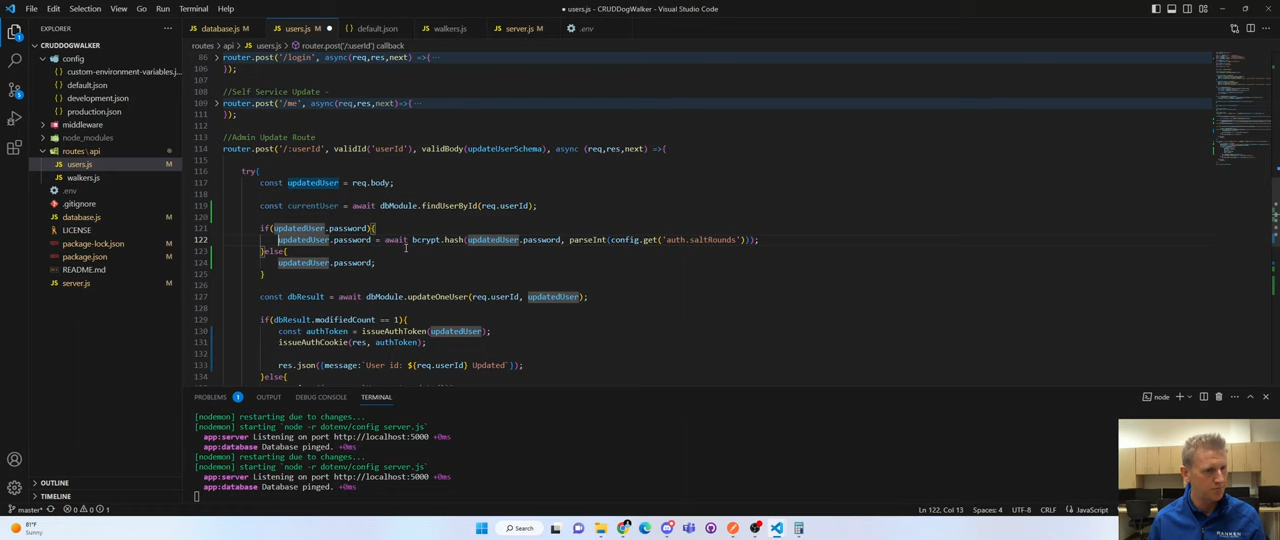 File Edit Selection View Go Run Terminal Help
● users.js - CRUDDogWalker - Visual Studio Code
EXPLORER
CRUDDOGWALKER
config
custom-environment-variables.j...
default.json
development.json
production.json
middleware
node_modules
routes\api
users.js M
walkers.js
.env
.gitignore
database.js M
LICENSE
package-lock.json M
package.json M
README.md
server.js M
OUTLINE
TIMELINE
database.js M users.js M default.json walkers.js server.js M .env
routes > api > users.js > router.post('/:userId') callback
86 router.post('/login', async(req,res,next) =>{···
106 });
107
108 //Self Service Update -
109 router.post('/me', async(req,res,next)=>{···
111 });
112
113 //Admin Update Route
114 router.post('/:userId', validId('userId'), validBody(updateUserSchema), async (req,res,next) =>{
115
116 try{
117 const updatedUser = req.body;
118
119 const currentUser = await dbModule.findUserById(req.userId);
120
121 if(updatedUser.password){
122 updatedUser.password = await bcrypt.hash(updatedUser.password, parseInt(config.get('auth.saltRounds')));
123 }else{
124 updatedUser.password;
125 }
126
127 const dbResult = await dbModule.updateOneUser(req.userId, updatedUser);
128
129 if(dbResult.modifiedCount == 1){
130 const authToken = issueAuthToken(updatedUser);
131 issueAuthCookie(res, authToken);
132
133 res.json({message:`User id: ${req.userId} Updated`});
134 }else{
PROBLEMS 1 OUTPUT DEBUG CONSOLE TERMINAL
node
[nodemon] restarting due to changes...
[nodemon] starting `node -r dotenv/config server.js`
app:server Listening on port http://localhost:5000 +0ms
app:database Database pinged. +0ms
[nodemon] restarting due to changes...
[nodemon] starting `node -r dotenv/config server.js`
app:server Listening on port http://localhost:5000 +0ms
app:database Database pinged. +0ms
master* 0 0 1
Ln 122, Col 13 Spaces: 4 UTF-8 CRLF JavaScript
81°F
Sunny
Search
RANKEN